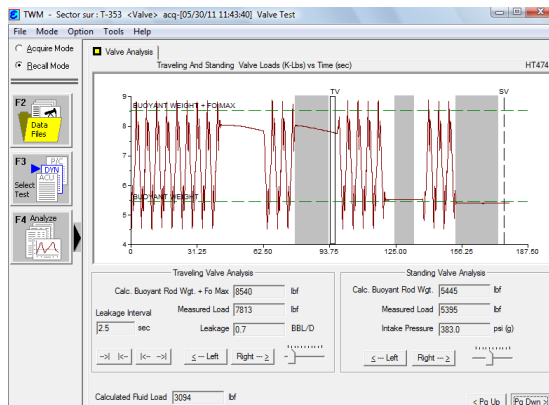 TWM - Sector sur : T-353 <Valve> acq-[05/30/11 11:43:40] Valve Test
File Mode Option Tools Help
Acquire Mode
Recall Mode
F2
Data
Files
F3
Select
Test
P/C
DYN
ACU
F4 Analyze
Valve Analysis
Traveling And Standing Valve Loads (K-Lbs) vs Time (sec)
HT474
TV
SV
9
BUOYANT WEIGHT + FO MAX
8
7
6
BUOYANT WEIGHT
5
4
0 31.25 62.50 93.75 125.00 156.25 187.50
Traveling Valve Analysis
Calc. Buoyant Rod Wgt. + Fo Max 8540 lbf
Leakage Interval
Measured Load 7813 lbf
2.5 sec
Leakage 0.7 BBL/D
-->| |<-- |<-- -->| < --- Left Right --- >
Standing Valve Analysis
Calc. Buoyant Rod Wgt. 5445 lbf
Measured Load 5395 lbf
Intake Pressure 383.0 psi (g)
< --- Left Right --- >
Calculated Fluid Load 3094 lbf
< Pg Up Pg Dwn >